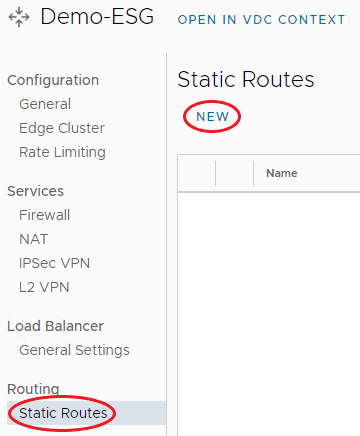 Demo-ESG OPEN IN VDC CONTEXT
Configuration
General
Edge Cluster
Rate Limiting
Services
Firewall
NAT
IPSec VPN
L2 VPN
Load Balancer
General Settings
Routing
Static Routes
Static Routes
NEW
Name